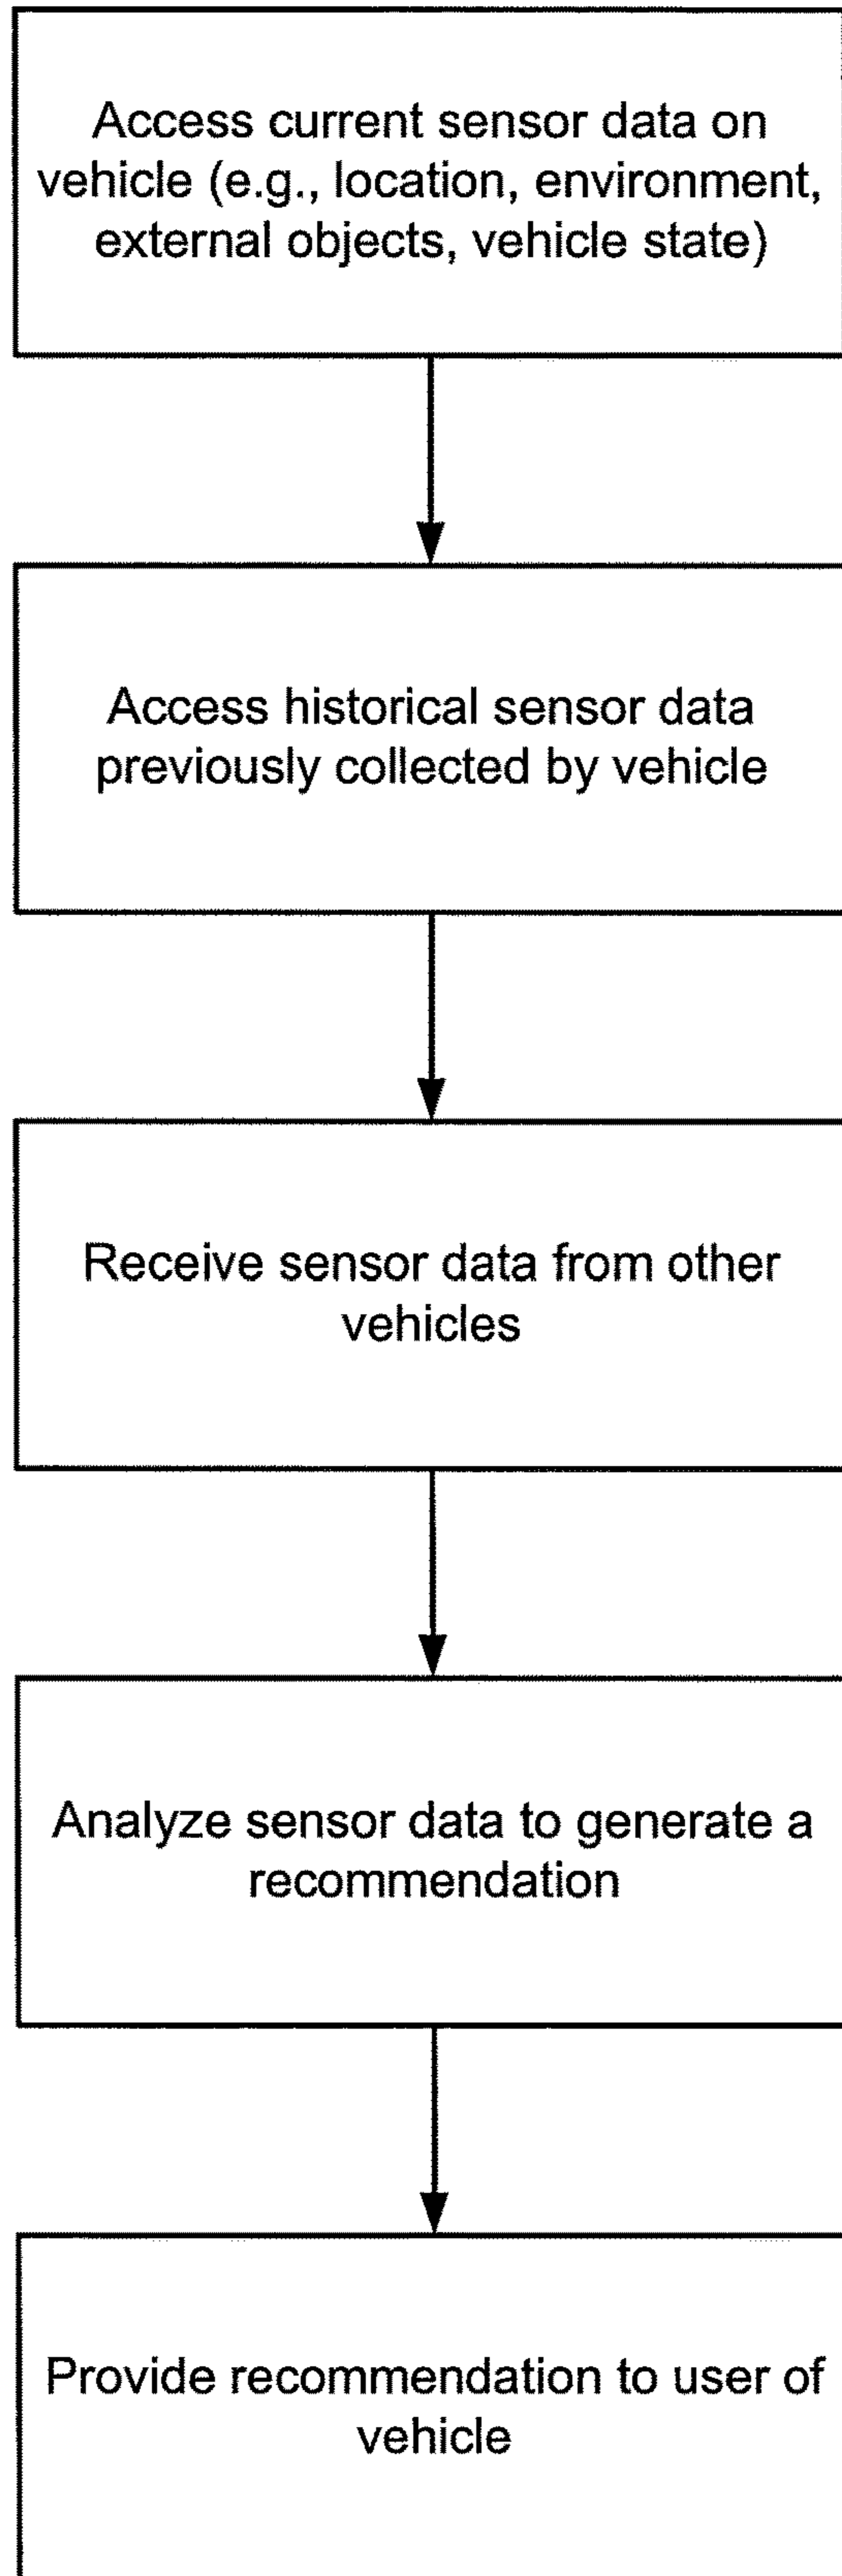 Access current sensor data on
vehicle (e.g., location, environment,
external objects, vehicle state)
Access historical sensor data
previously collected by vehicle
Receive sensor data from other
vehicles
Analyze sensor data to generate a
recommendation
Provide recommendation to user of
vehicle